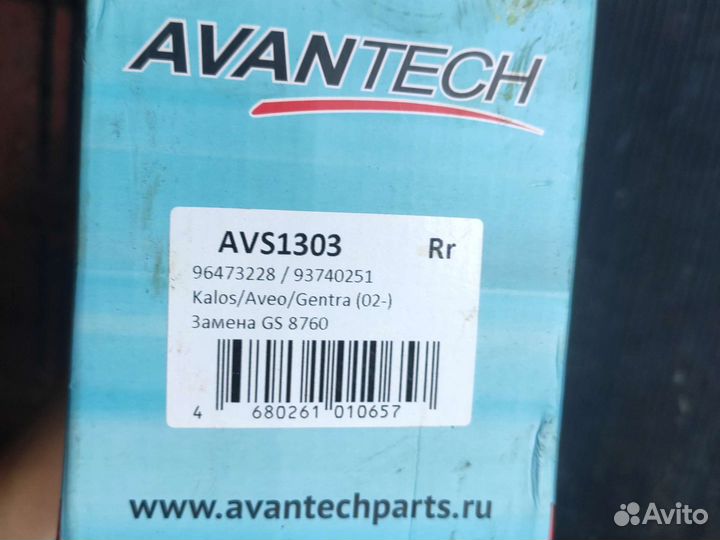 AVANTECH
AVS1303 Rr
96473228 / 93740251
Kalos/Aveo/Gentra (02-)
Замена GS 8760
4 680261 010657
www.avantechparts.ru
Avito